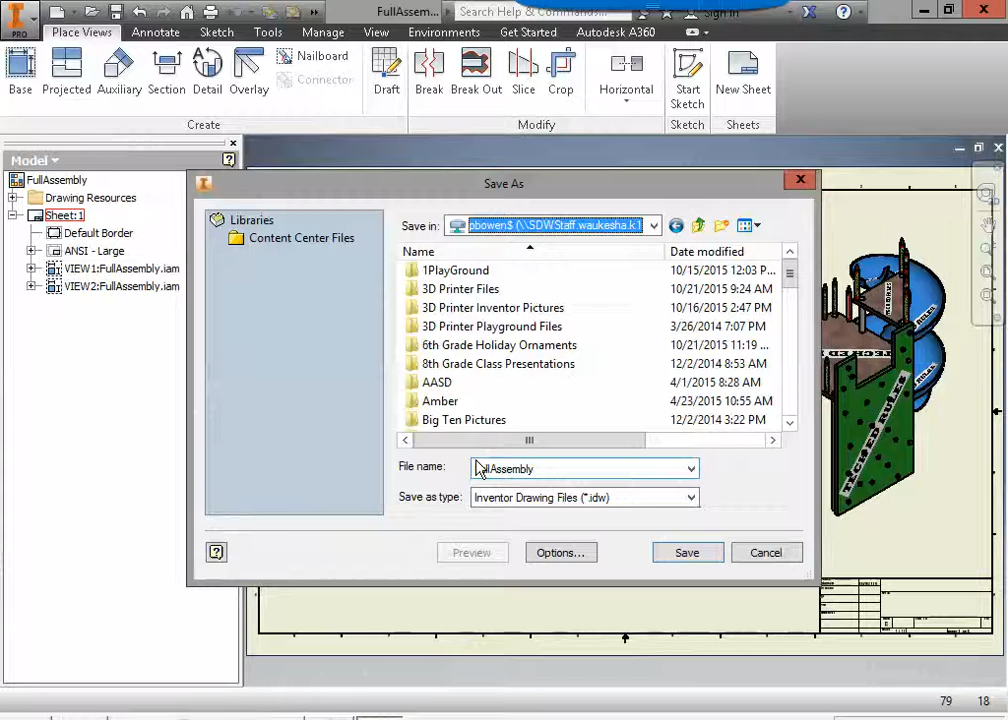 FullAssem...
Search Help & Commands...
Sign In
PRO
Place Views
Annotate
Sketch
Tools
Manage
View
Environments
Get Started
Autodesk A360
Base
Projected
Auxiliary
Section
Detail
Overlay
Nailboard
Connector
Draft
Break
Break Out
Slice
Crop
Horizontal
Start
Sketch
New Sheet
Create
Modify
Sketch
Sheets
Model
FullAssembly
Drawing Resources
Sheet:1
Default Border
ANSI - Large
VIEW1:FullAssembly.iam
VIEW2:FullAssembly.iam
Save As
Libraries
Content Center Files
Save in:
pbowen$ (\\SDWStaff.waukesha.k1
Name
1PlayGround 10/15/2015 12:03 P...
3D Printer Files 10/21/2015 9:24 AM
3D Printer Inventor Pictures 10/16/2015 2:47 PM
3D Printer Playground Files 3/26/2014 7:07 PM
6th Grade Holiday Ornaments 10/21/2015 11:19 ...
8th Grade Class Presentations 12/2/2014 8:53 AM
AASD 4/1/2015 8:28 AM
Amber 4/23/2015 10:55 AM
Big Ten Pictures 12/2/2014 3:22 PM
File name: FullAssembly
Save as type: Inventor Drawing Files (*.idw)
Preview
Options...
Save
Cancel
TECHED RULES
79 18